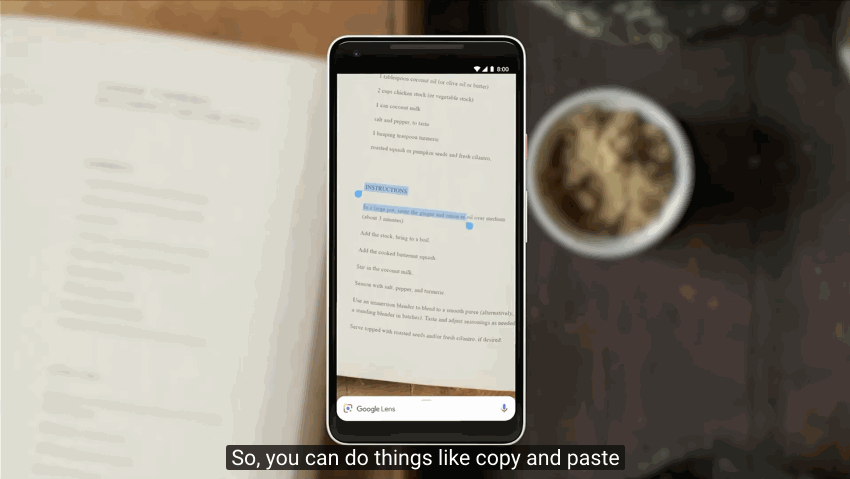 8:00
1 tablespoon coconut oil (or olive oil or butter)
2 cups chicken stock (or vegetable stock)
1 can coconut milk
salt and pepper, to taste
1 heaping teaspoon turmeric
roasted squash or pumpkin seeds and fresh cilantro,
INSTRUCTIONS
In a large pot, saute the ginger and onion in oil over medium
(about 3 minutes)
Add the stock, bring to a boil.
Add the cooked butternut squash.
Stir in the coconut milk.
Season with salt, pepper, and turmeric
Use an immersion blender to blend to a smooth puree (alternatively,
a standing blender in batches). Taste and adjust seasonings as needed
Serve topped with roasted seeds and/or fresh cilantro, if desired.
Google Lens
So, you can do things like copy and paste